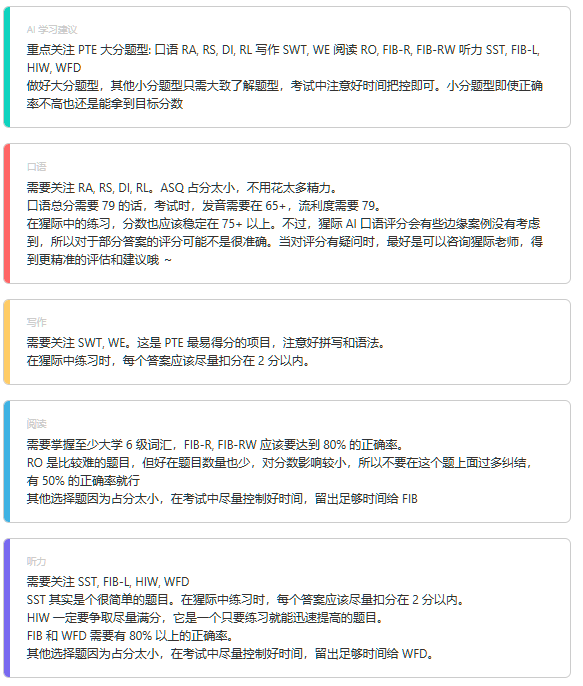 AI 学习建议
重点关注 PTE 大分题型: 口语 RA, RS, DI, RL 写作 SWT, WE 阅读 RO, FIB-R, FIB-RW 听力 SST, FIB-L,
HIW, WFD
做好大分题型，其他小分题型只需大致了解题型，考试中注意好时间把控即可。小分题型即使正确
率不高也还是能拿到目标分数
口语
需要关注 RA, RS, DI, RL。ASQ 占分太小，不用花太多精力。
口语总分需要 79 的话，考试时，发音需要在 65+，流利度需要 79。
在猩际中的练习，分数也应该稳定在 75+ 以上。不过，猩际 AI 口语评分会有些边缘案例没有考虑
到，所以对于部分答案的评分可能不是很准确。当对评分有疑问时，最好是可以咨询猩际老师，得
到更精准的评估和建议哦 ~
写作
需要关注 SWT, WE。这是 PTE 最易得分的项目，注意好拼写和语法。
在猩际中练习时，每个答案应该尽量扣分在 2 分以内。
阅读
需要掌握至少大学 6 级词汇，FIB-R, FIB-RW 应该要达到 80% 的正确率。
RO 是比较难的题目，但好在题目数量也少，对分数影响较小，所以不要在这个题上面过多纠结，
有 50% 的正确率就行
其他选择题因为占分太小，在考试中尽量控制好时间，留出足够时间给 FIB
听力
需要关注 SST, FIB-L, HIW, WFD
SST 其实是个很简单的题目。在猩际中练习时，每个答案应该尽量扣分在 2 分以内。
HIW 一定要争取尽量满分，它是一个只要练习就能迅速提高的题目。
FIB 和 WFD 需要有 80% 以上的正确率。
其他选择题因为占分太小，在考试中尽量控制好时间，留出足够时间给 WFD。